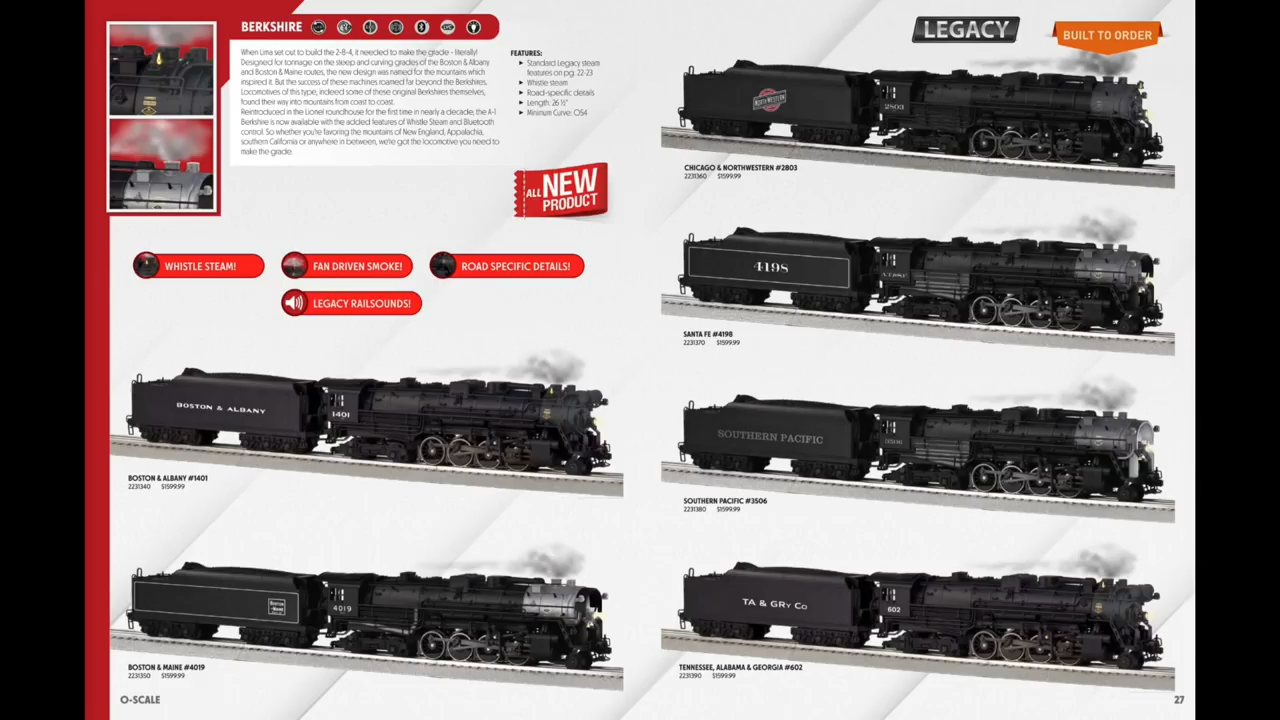 BERKSHIRE
When Lima set out to build the 2-8-4, it needed to make the grade - literally!
Designed for tonnage on the steep and curving grades of the Boston & Albany
and Boston & Maine routes, the new design was named for the mountains which
inspired it. But the success of these machines roamed far beyond the Berkshires.
Locomotives of this type, indeed some of these original Berkshires themselves,
found their way into mountains from coast to coast.
Reintroduced in the Lionel roundhouse for the first time in nearly a decade, the A-1
Berkshire is now available with the added features of Whistle Steam and Bluetooth
control. So whether you're favoring the mountains of New England, Appalachia,
southern California or anywhere in between, we've got the locomotive you need to
make the grade.
FEATURES:
Standard Legacy steam
features on pg. 22-23
Whistle steam
Road-specific details
Length: 26 ½"
Minimum Curve: O54
ALL NEW
PRODUCT
WHISTLE STEAM!
FAN DRIVEN SMOKE!
ROAD SPECIFIC DETAILS!
LEGACY RAILSOUNDS!
BOSTON & ALBANY
1401
BOSTON & ALBANY #1401
2231340 $1599.99
BOSTON
MAINE
4019
BOSTON & MAINE #4019
2231350 $1599.99
O-SCALE
LEGACY
BUILT TO ORDER
NORTH WESTERN
2803
CHICAGO & NORTHWESTERN #2803
2231360 $1599.99
4198
SANTA FE #4198
2231370 $1599.99
SOUTHERN PACIFIC
SOUTHERN PACIFIC #3506
2231380 $1599.99
TA & GRY CO
602
TENNESSEE, ALABAMA & GEORGIA #602
2231390 $1599.99
27